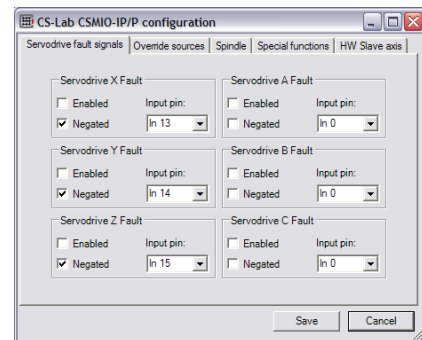 CS-Lab CSMIO-IP/P configuration
Servodrive fault signals Override sources Spindle Special functions HW Slave axis
Servodrive X Fault Servodrive A Fault
Enabled Input pin: Enabled Input pin:
Negated In 13 Negated In 0
Servodrive Y Fault Servodrive B Fault
Enabled Input pin: Enabled Input pin:
Negated In 14 Negated In 0
Servodrive Z Fault Servodrive C Fault
Enabled Input pin: Enabled Input pin:
Negated In 15 Negated In 0
Save Cancel